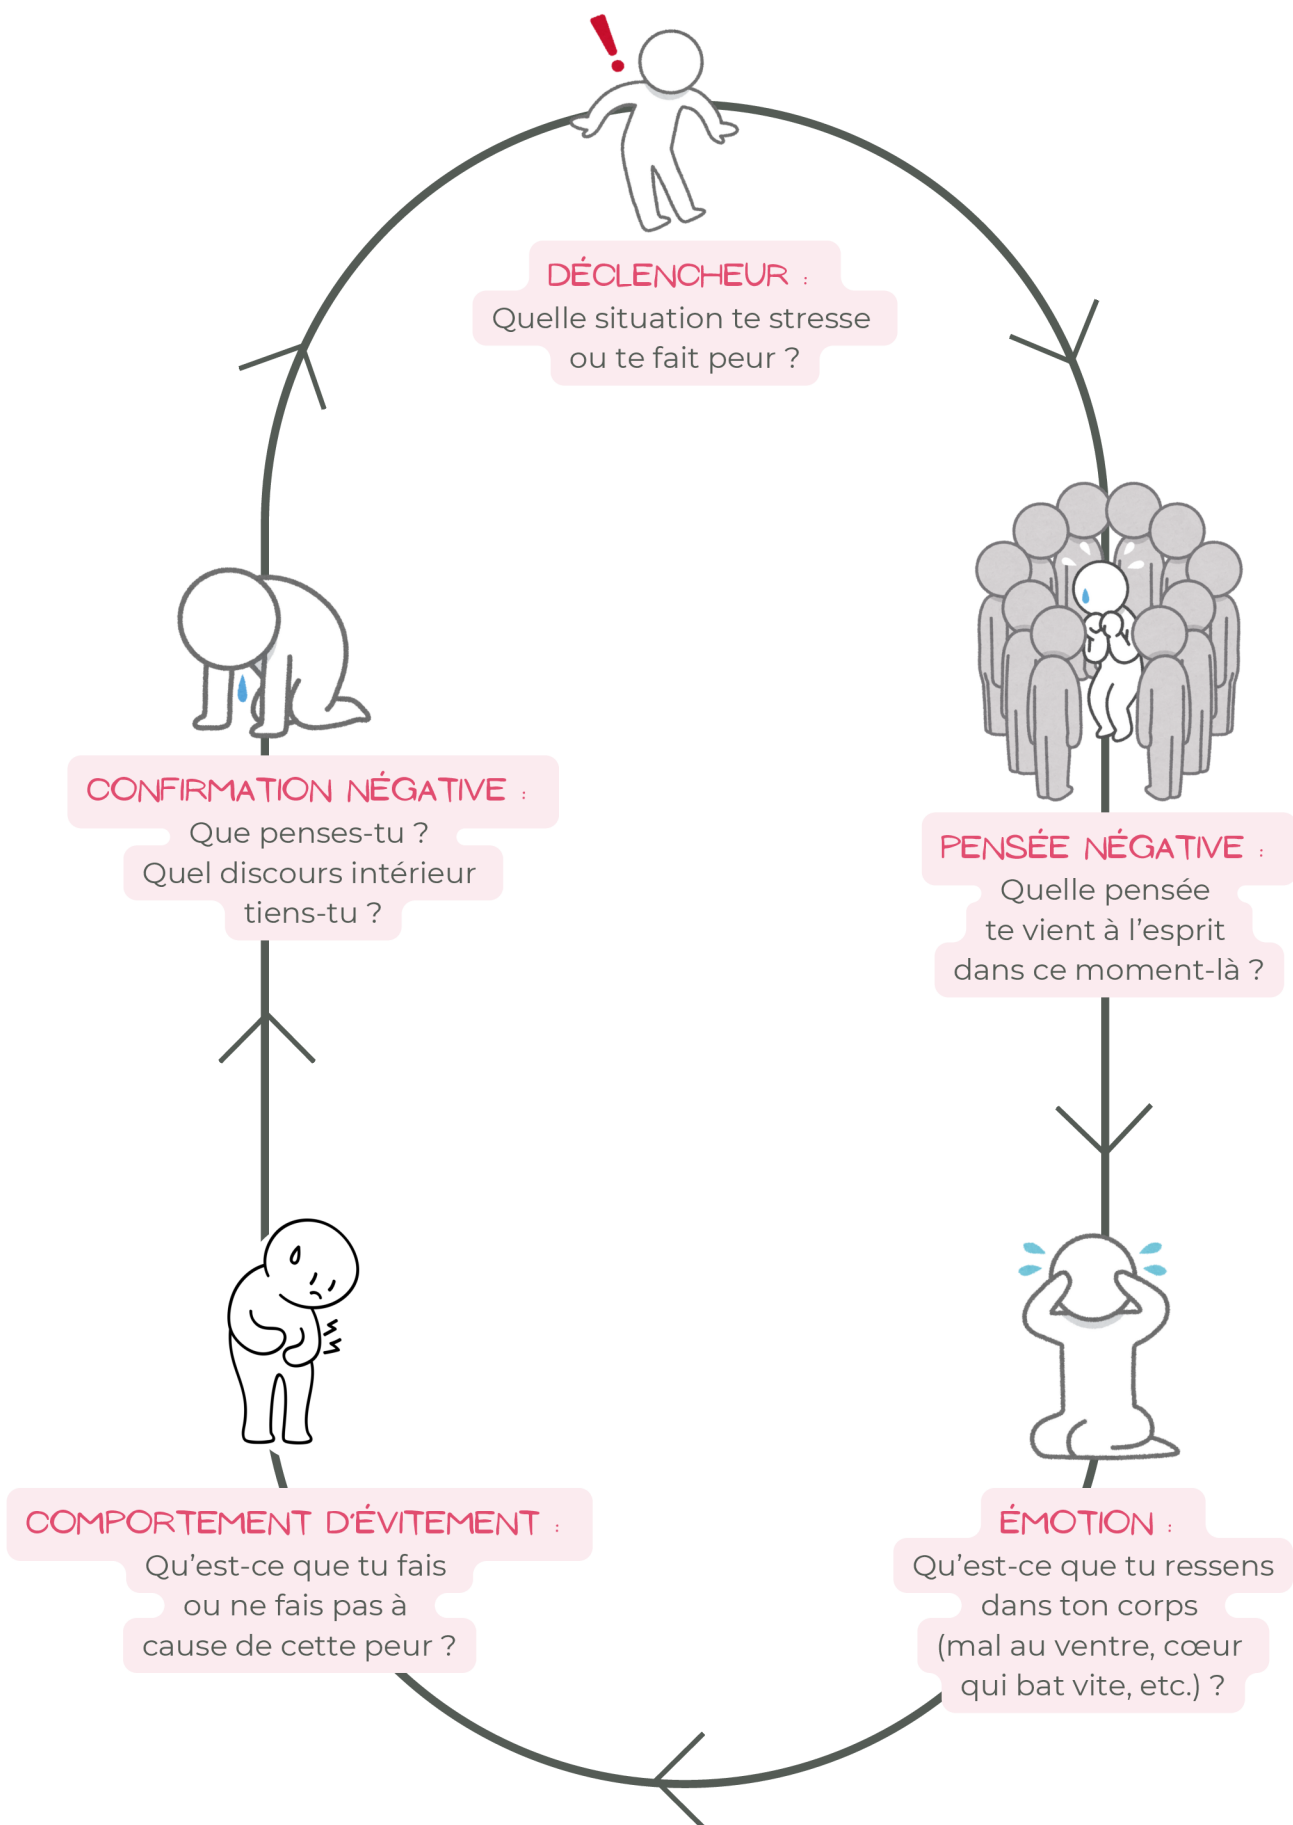 DÉCLENCHEUR :
Quelle situation te stresse
ou te fait peur ?
PENSÉE NÉGATIVE :
Quelle pensée
te vient à l’esprit
dans ce moment-là ?
ÉMOTION :
Qu’est-ce que tu ressens
dans ton corps
(mal au ventre, cœur
qui bat vite, etc.) ?
COMPORTEMENT D’ÉVITEMENT :
Qu’est-ce que tu fais
ou ne fais pas à
cause de cette peur ?
CONFIRMATION NÉGATIVE :
Que penses-tu ?
Quel discours intérieur
tiens-tu ?